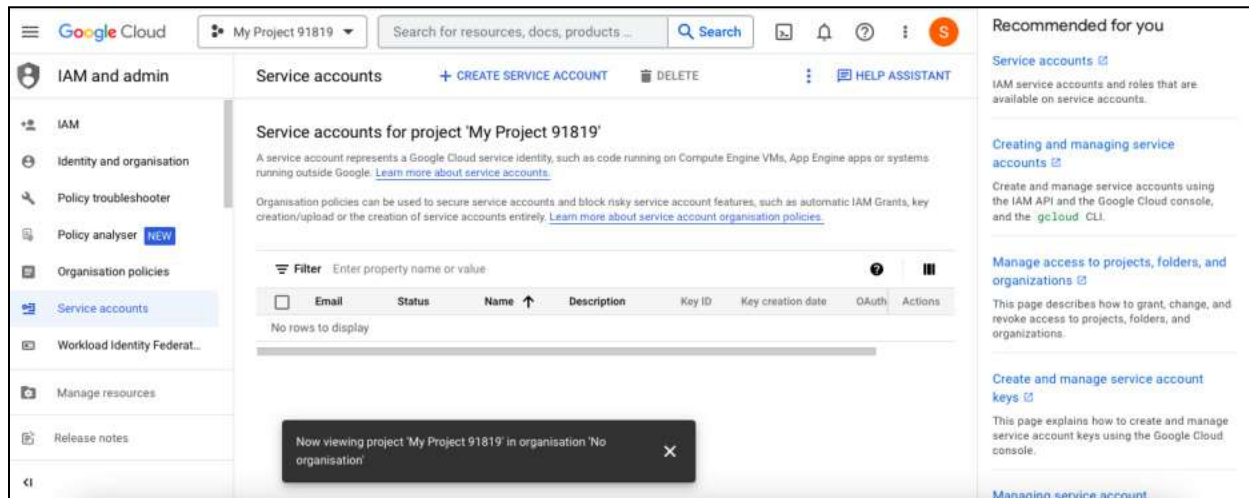 Google Cloud
My Project 91819
Search for resources, docs, products ...
Search
S
IAM and admin
IAM
Identity and organisation
Policy troubleshooter
Policy analyser NEW
Organisation policies
Service accounts
Workload Identity Federat...
Manage resources
Release notes
Service accounts
+ CREATE SERVICE ACCOUNT
DELETE
HELP ASSISTANT
Service accounts for project 'My Project 91819'
A service account represents a Google Cloud service identity, such as code running on Compute Engine VMs, App Engine apps or systems
running outside Google. Learn more about service accounts.
Organisation policies can be used to secure service accounts and block risky service account features, such as automatic IAM Grants, key
creation/upload or the creation of service accounts entirely. Learn more about service account organisation policies.
Filter Enter property name or value
Email Status Name Description Key ID Key creation date OAuth Actions
No rows to display
Now viewing project 'My Project 91819' in organisation 'No
organisation'
Recommended for you
Service accounts
IAM service accounts and roles that are
available on service accounts.
Creating and managing service
accounts
Create and manage service accounts using
the IAM API and the Google Cloud console,
and the gcloud CLI.
Manage access to projects, folders, and
organizations
This page describes how to grant, change, and
revoke access to projects, folders, and
organizations.
Create and manage service account
keys
This page explains how to create and manage
service account keys using the Google Cloud
console.
Managing service account